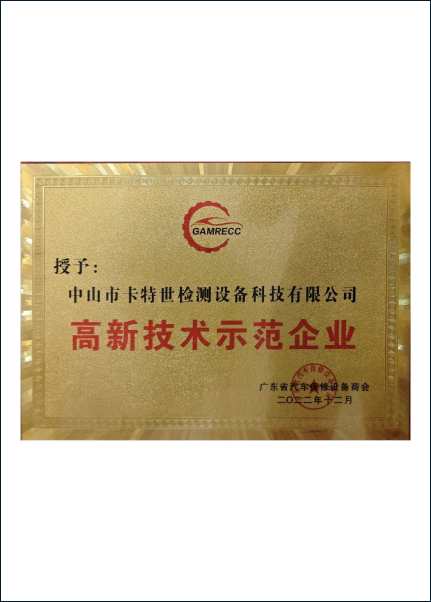 GAMRECC
授予：
中山市卡特世检测设备科技有限公司
高新技术示范企业
广东省汽车保修设备商会
二〇二二年十二月